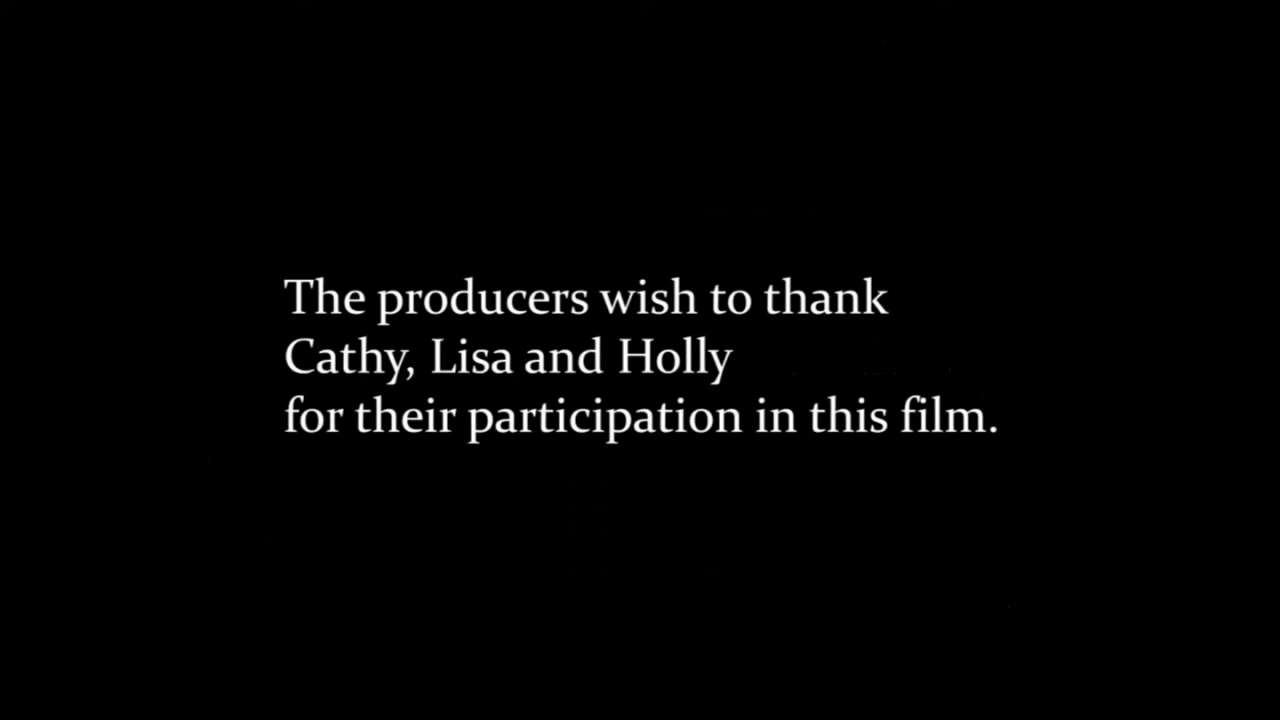 The producers wish to thank
Cathy, Lisa and Holly
for their participation in this film.